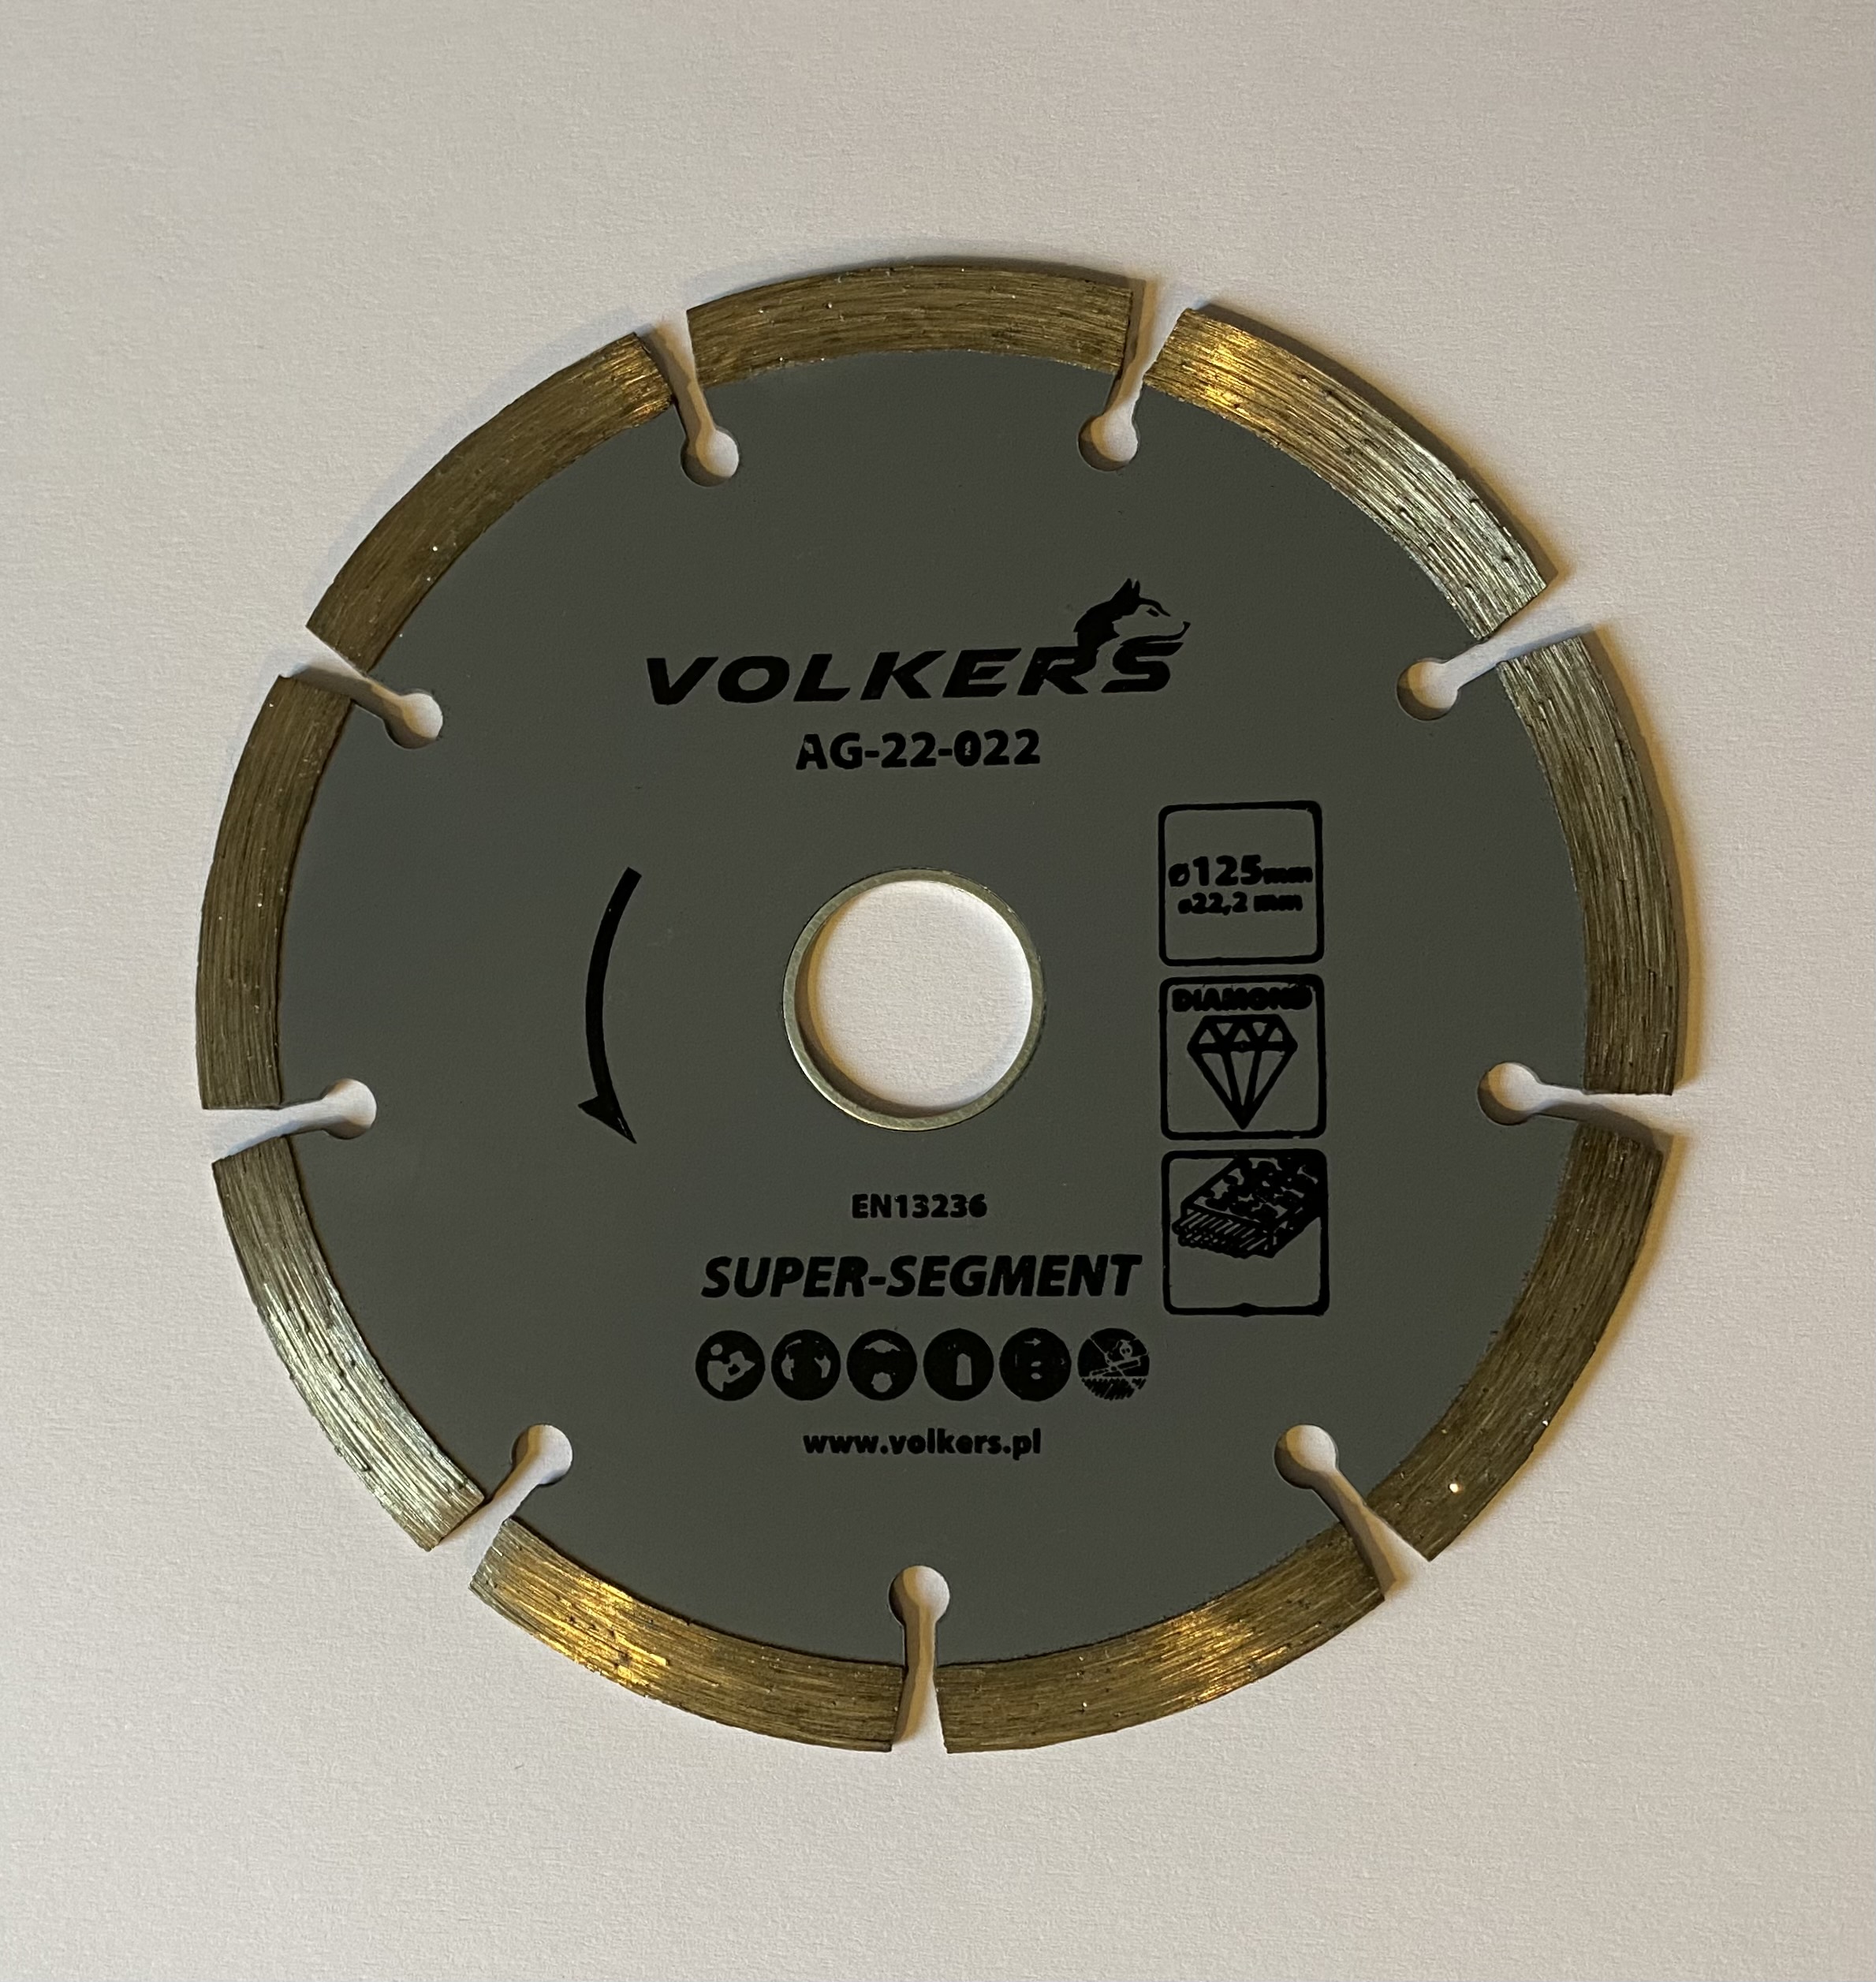 VOLKERS
AG-22-022
Ø125mm
ø22,2 mm
DIAMOND
EN13236
SUPER-SEGMENT
www.volkers.pl